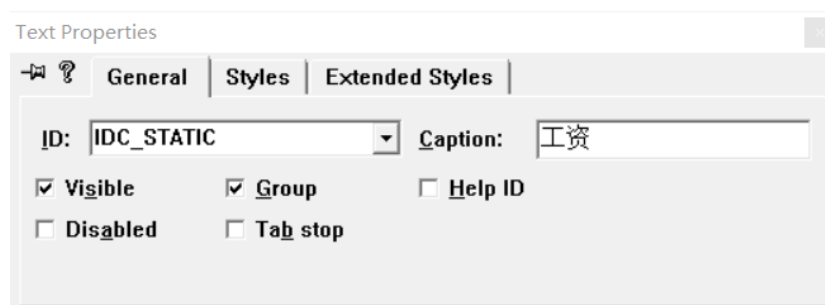 Text Properties
General Styles Extended Styles
ID: IDC_STATIC Caption: 工资
Visible Group Help ID
Disabled Tab stop